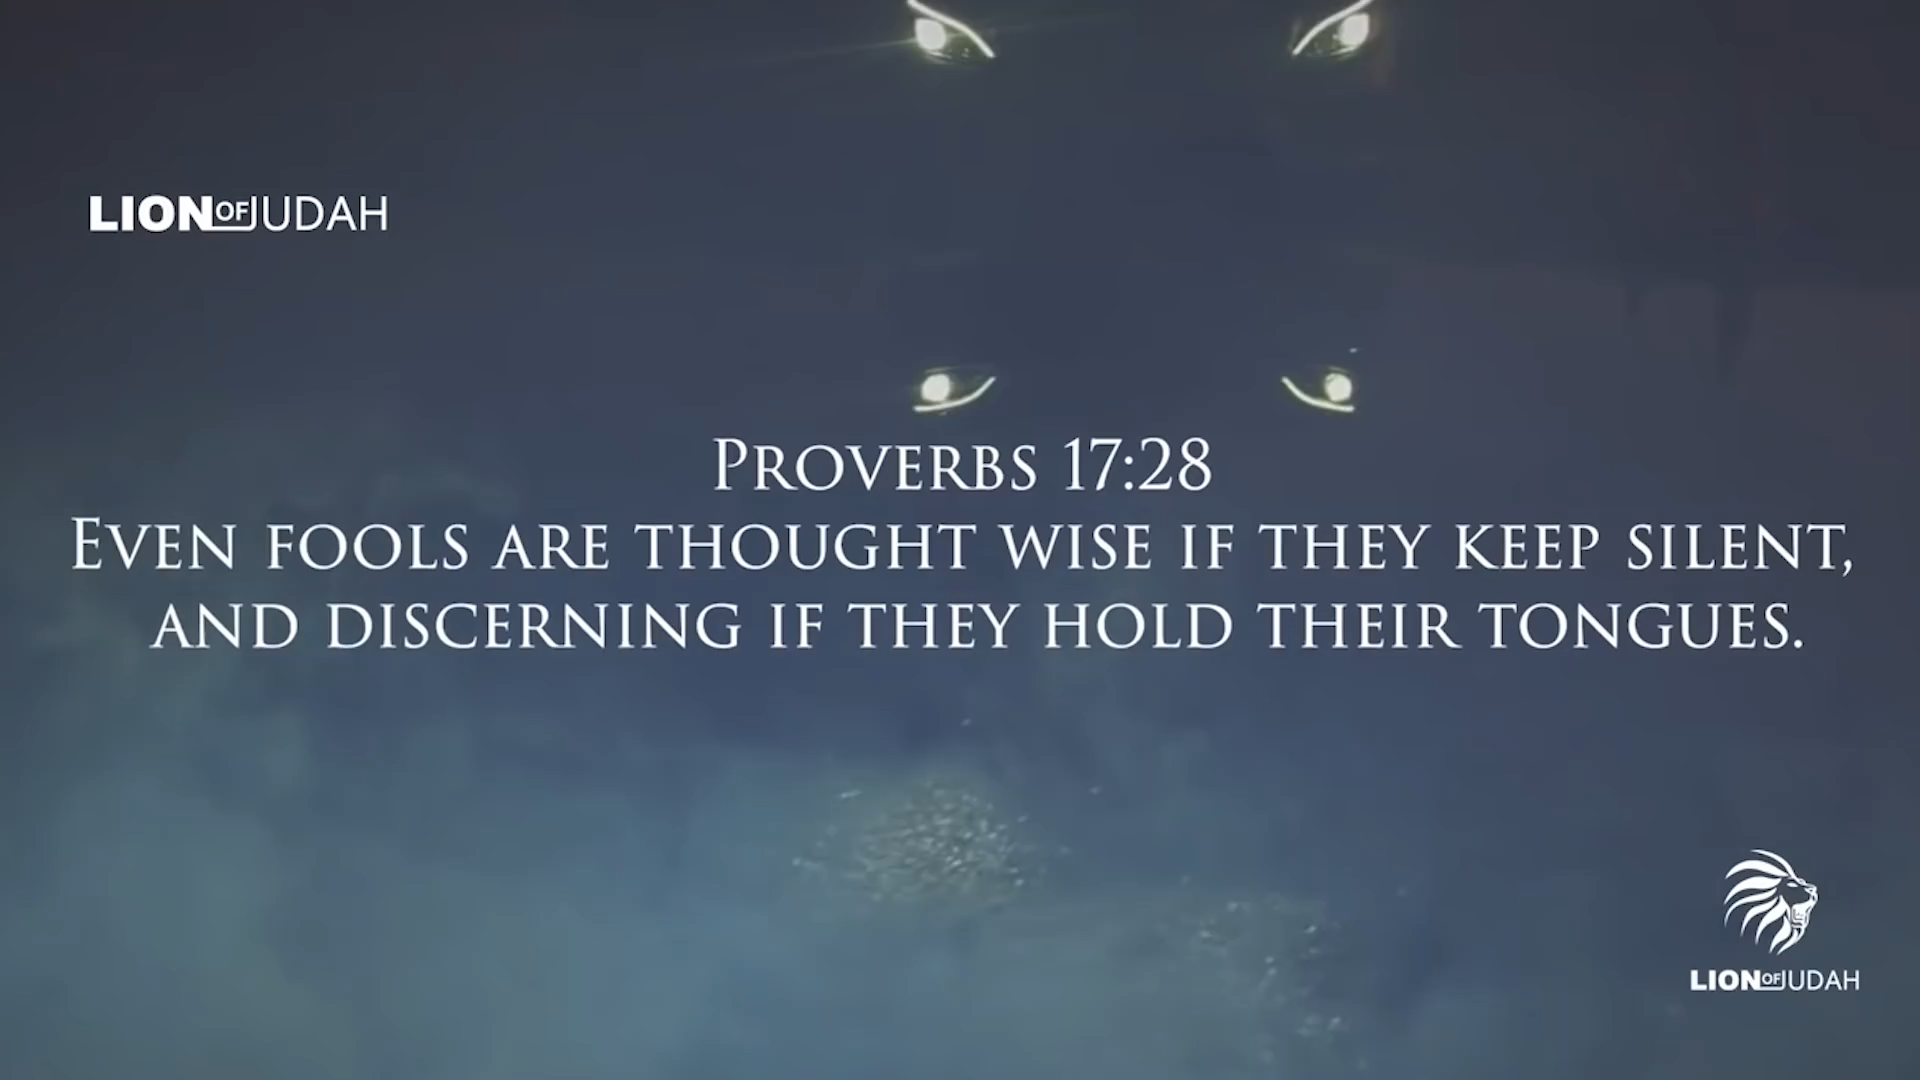 LION OF JUDAH
PROVERBS 17:28
EVEN FOOLS ARE THOUGHT WISE IF THEY KEEP SILENT,
AND DISCERNING IF THEY HOLD THEIR TONGUES.
LION OF JUDAH